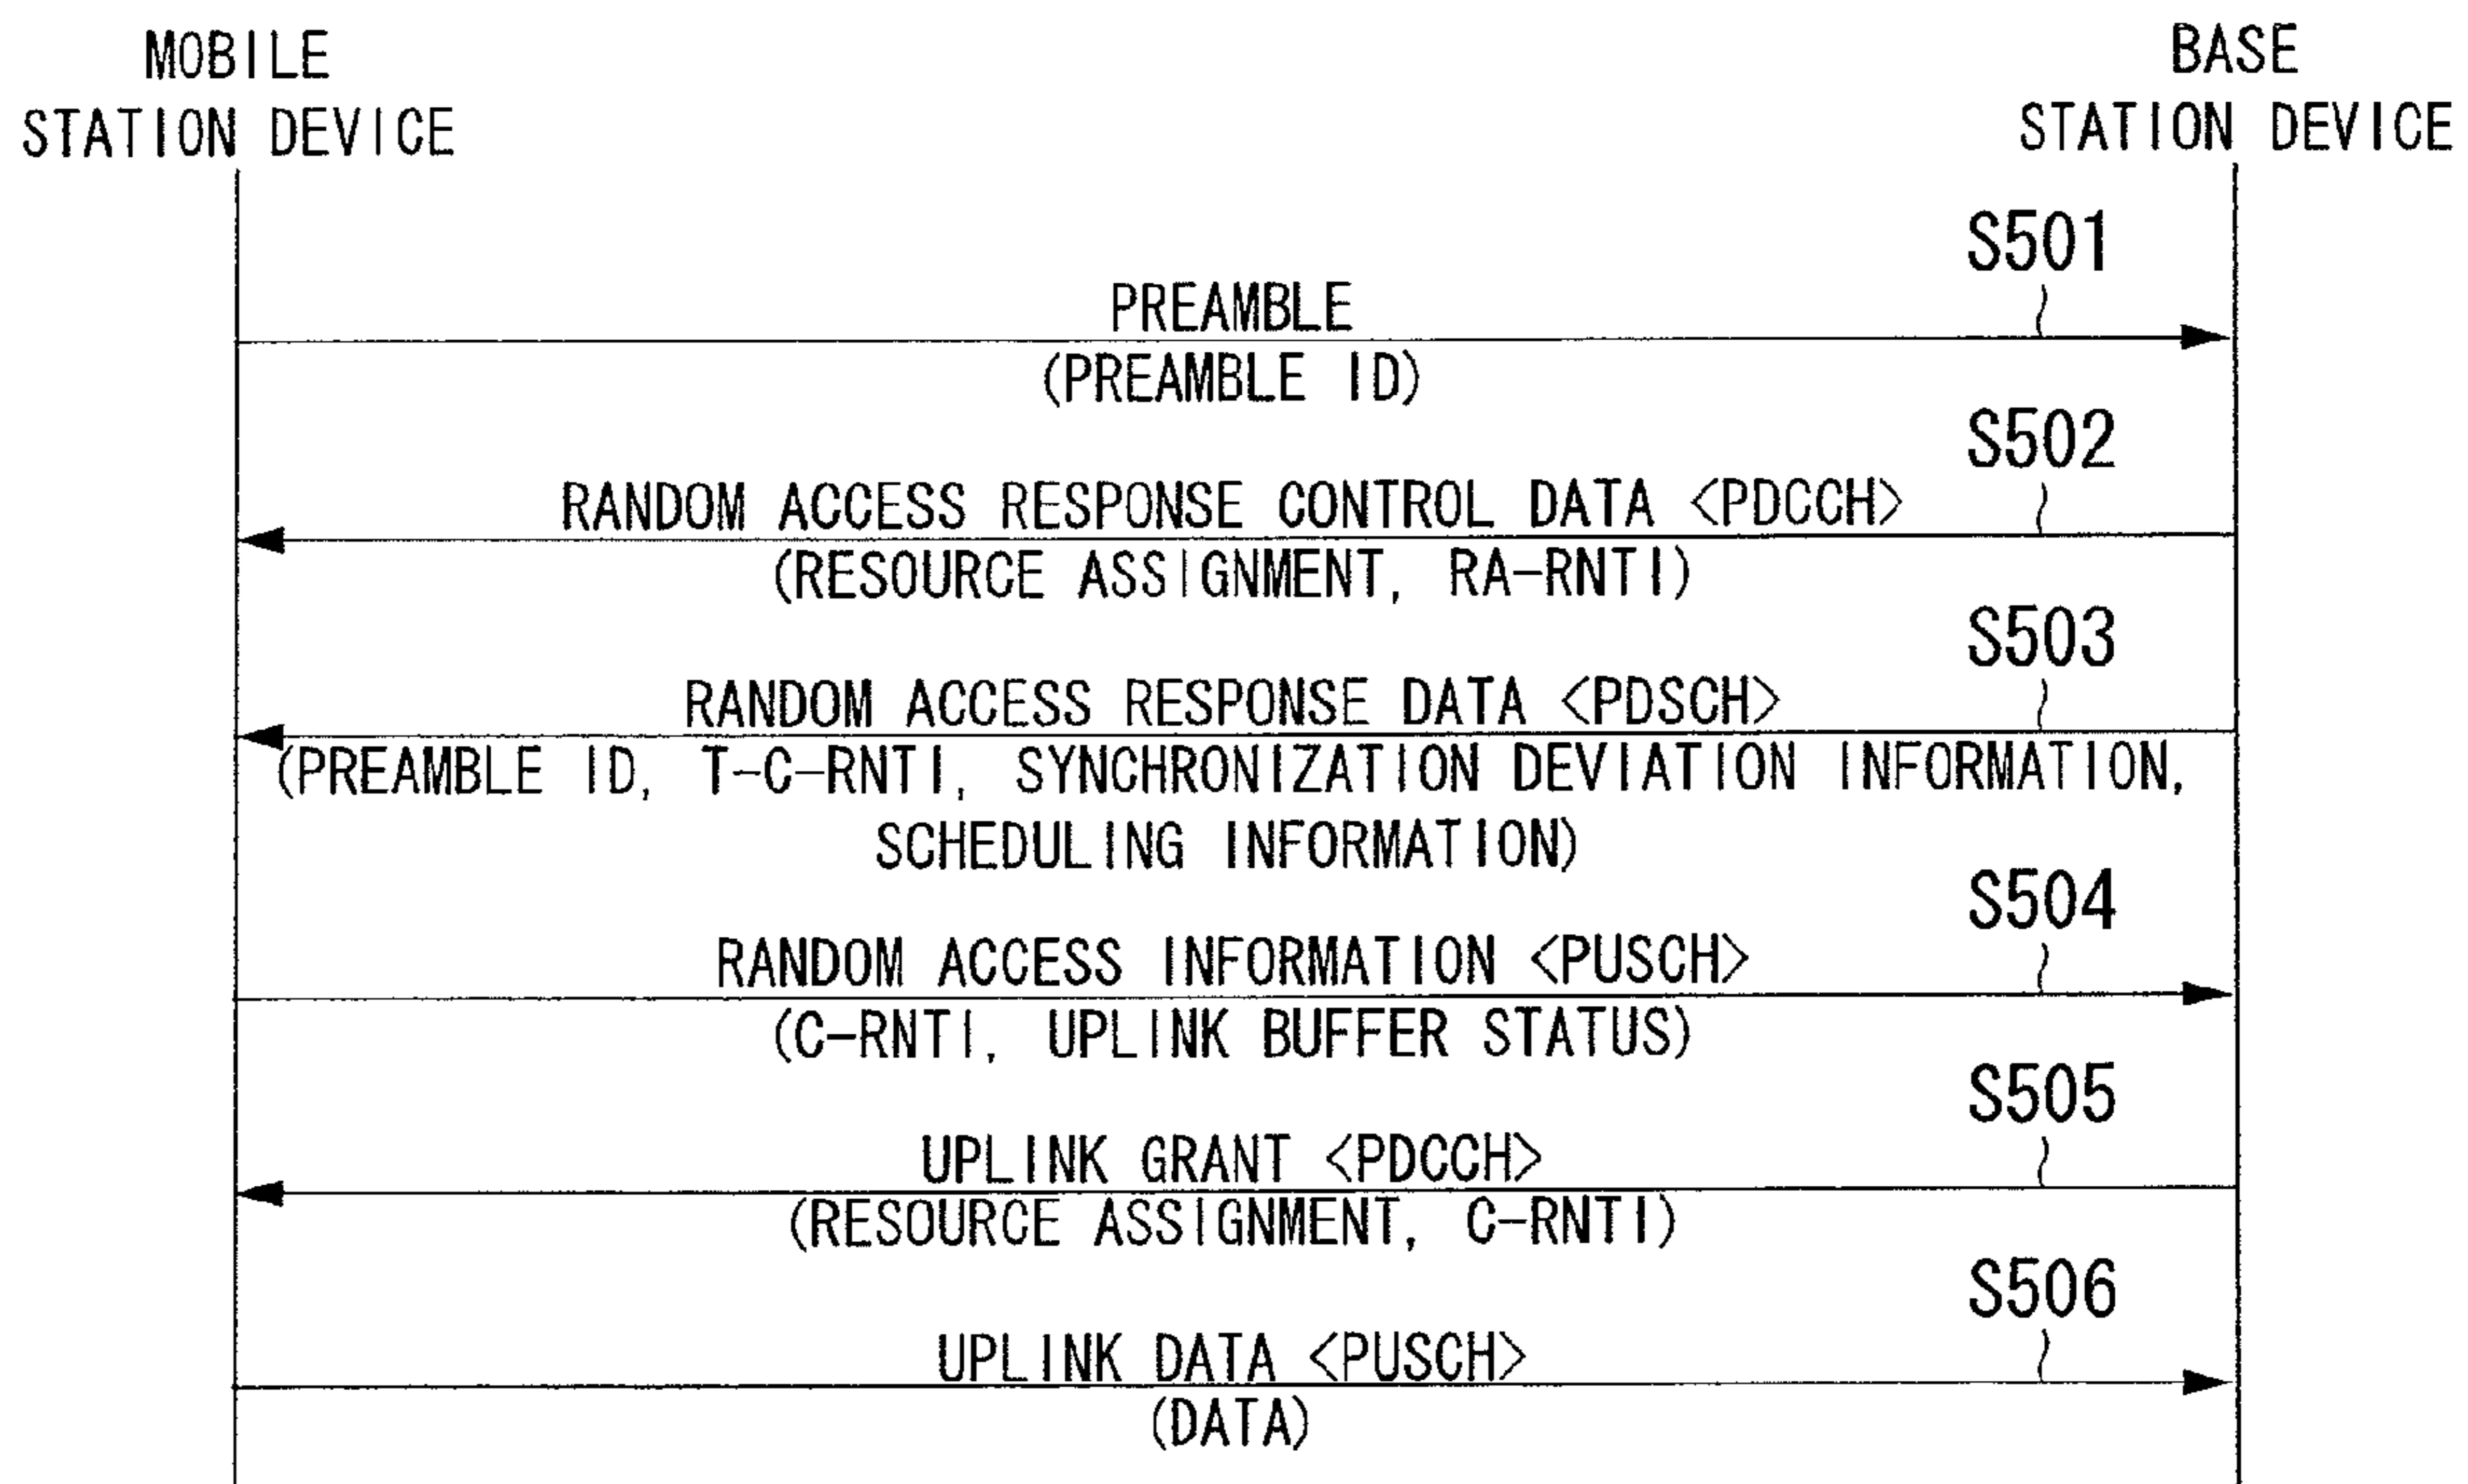 MOBILE
STATION DEVICE
BASE
STATION DEVICE
S501
PREAMBLE
(PREAMBLE ID)
S502
RANDOM ACCESS RESPONSE CONTROL DATA <PDCCH>
(RESOURCE ASSIGNMENT, RA-RNTI)
S503
RANDOM ACCESS RESPONSE DATA <PDSCH>
(PREAMBLE ID, T-C-RNTI, SYNCHRONIZATION DEVIATION INFORMATION,
SCHEDULING INFORMATION)
S504
RANDOM ACCESS INFORMATION <PUSCH>
(C-RNTI, UPLINK BUFFER STATUS)
S505
UPLINK GRANT <PDCCH>
(RESOURCE ASSIGNMENT, C-RNTI)
S506
UPLINK DATA <PUSCH>
(DATA)